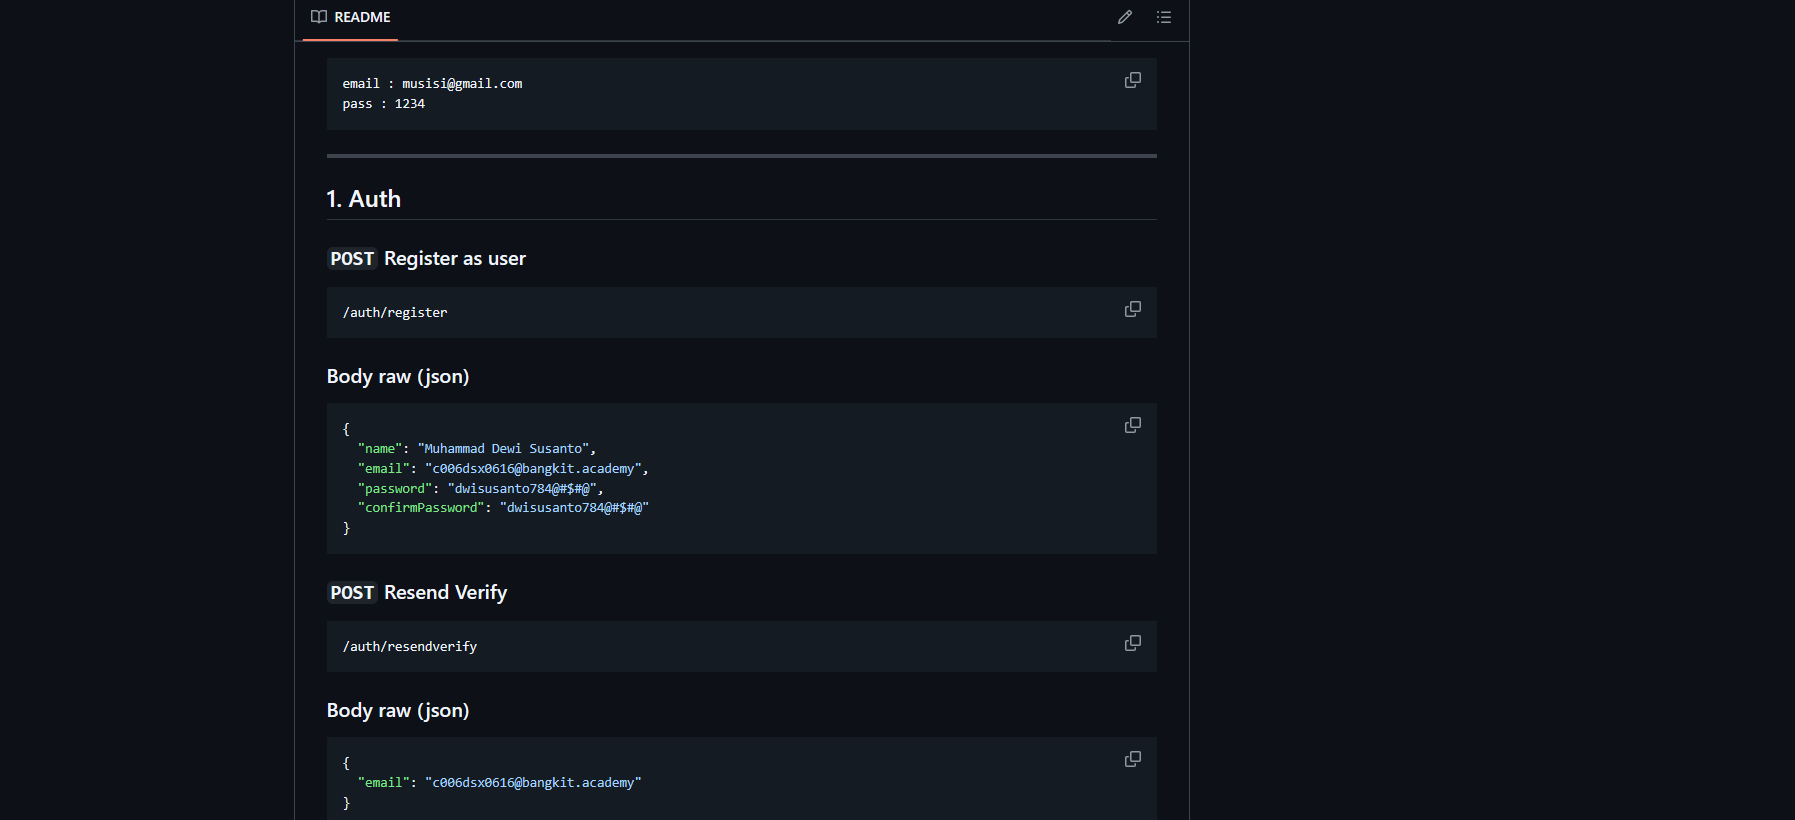 README
email : musisi@gmail.com
pass : 1234
1. Auth
POST Register as user
/auth/register
Body raw (json)
{
  "name": "Muhammad Dewi Susanto",
  "email": "c006dsx0616@bangkit.academy",
  "password": "dwisusanto784@#$#@",
  "confirmPassword": "dwisusanto784@#$#@"
}
POST Resend Verify
/auth/resendverify
Body raw (json)
{
  "email": "c006dsx0616@bangkit.academy"
}